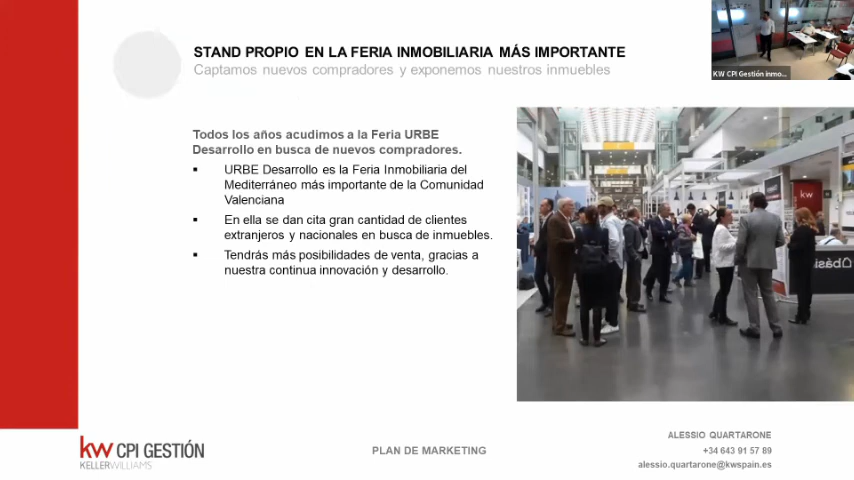 STAND PROPIO EN LA FERIA INMOBILIARIA MÁS IMPORTANTE
Captamos nuevos compradores y exponemos nuestros inmuebles
KW CPI Gestión inmo...
Todos los años acudimos a la Feria URBE
Desarrollo en busca de nuevos compradores.
▪ URBE Desarrollo es la Feria Inmobiliaria del
Mediterráneo más importante de la Comunidad
Valenciana
▪ En ella se dan cita gran cantidad de clientes
extranjeros y nacionales en busca de inmuebles.
▪ Tendrás más posibilidades de venta, gracias a
nuestra continua innovación y desarrollo.
kw
kw CPI GESTIÓN
KELLERWILLIAMS
PLAN DE MARKETING
ALESSIO QUARTARONE
+34 643 91 57 89
alessio.quartarone@kwspain.es